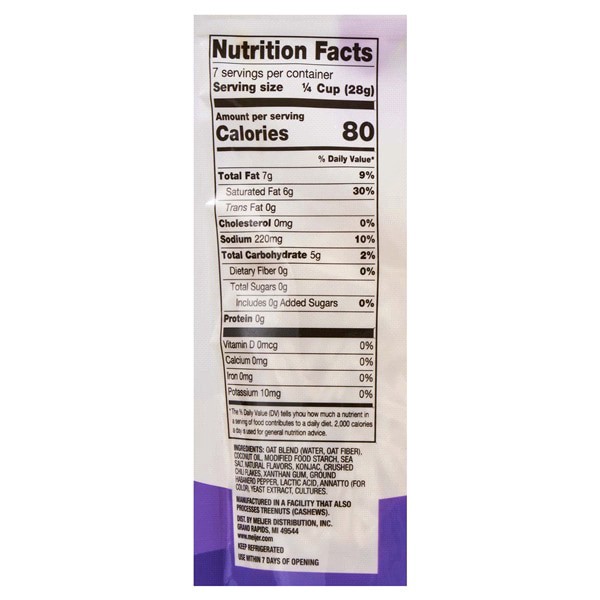 Nutrition Facts
7 servings per container
Serving size ¼ Cup (28g)
Amount per serving
Calories 80
% Daily Value*
Total Fat 7g 9%
Saturated Fat 6g 30%
Trans Fat 0g
Cholesterol 0mg 0%
Sodium 220mg 10%
Total Carbohydrate 5g 2%
Dietary Fiber 0g 0%
Total Sugars 0g
Includes 0g Added Sugars 0%
Protein 0g
Vitamin D 0mcg 0%
Calcium 0mg 0%
Iron 0mg 0%
Potassium 10mg 0%
*The % Daily Value (DV) tells yhou how much a nutrient in
a serving of food contributes to a daily diet. 2,000 calories
a day is used for general nutrition advice.
INGREDIENTS: OAT BLEND (WATER, OAT FIBER),
COCONUT OIL, MODIFIED FOOD STARCH, SEA
SALT, NATURAL FLAVORS, KONJAC, CRUSHED
CHILI FLAKES, XANTHAN GUM, GROUND
HABANERO PEPPER, LACTIC ACID, ANNATTO (FOR
COLOR), YEAST EXTRACT, CULTURES.
MANUFACTURED IN A FACILITY THAT ALSO
PROCESSES TREENUTS (CASHEWS).
DIST. BY MEIJER DISTRIBUTION, INC.
GRAND RAPIDS, MI 49544
www.meijer.com
KEEP REFRIGERATED
USE WITHIN 7 DAYS OF OPENING